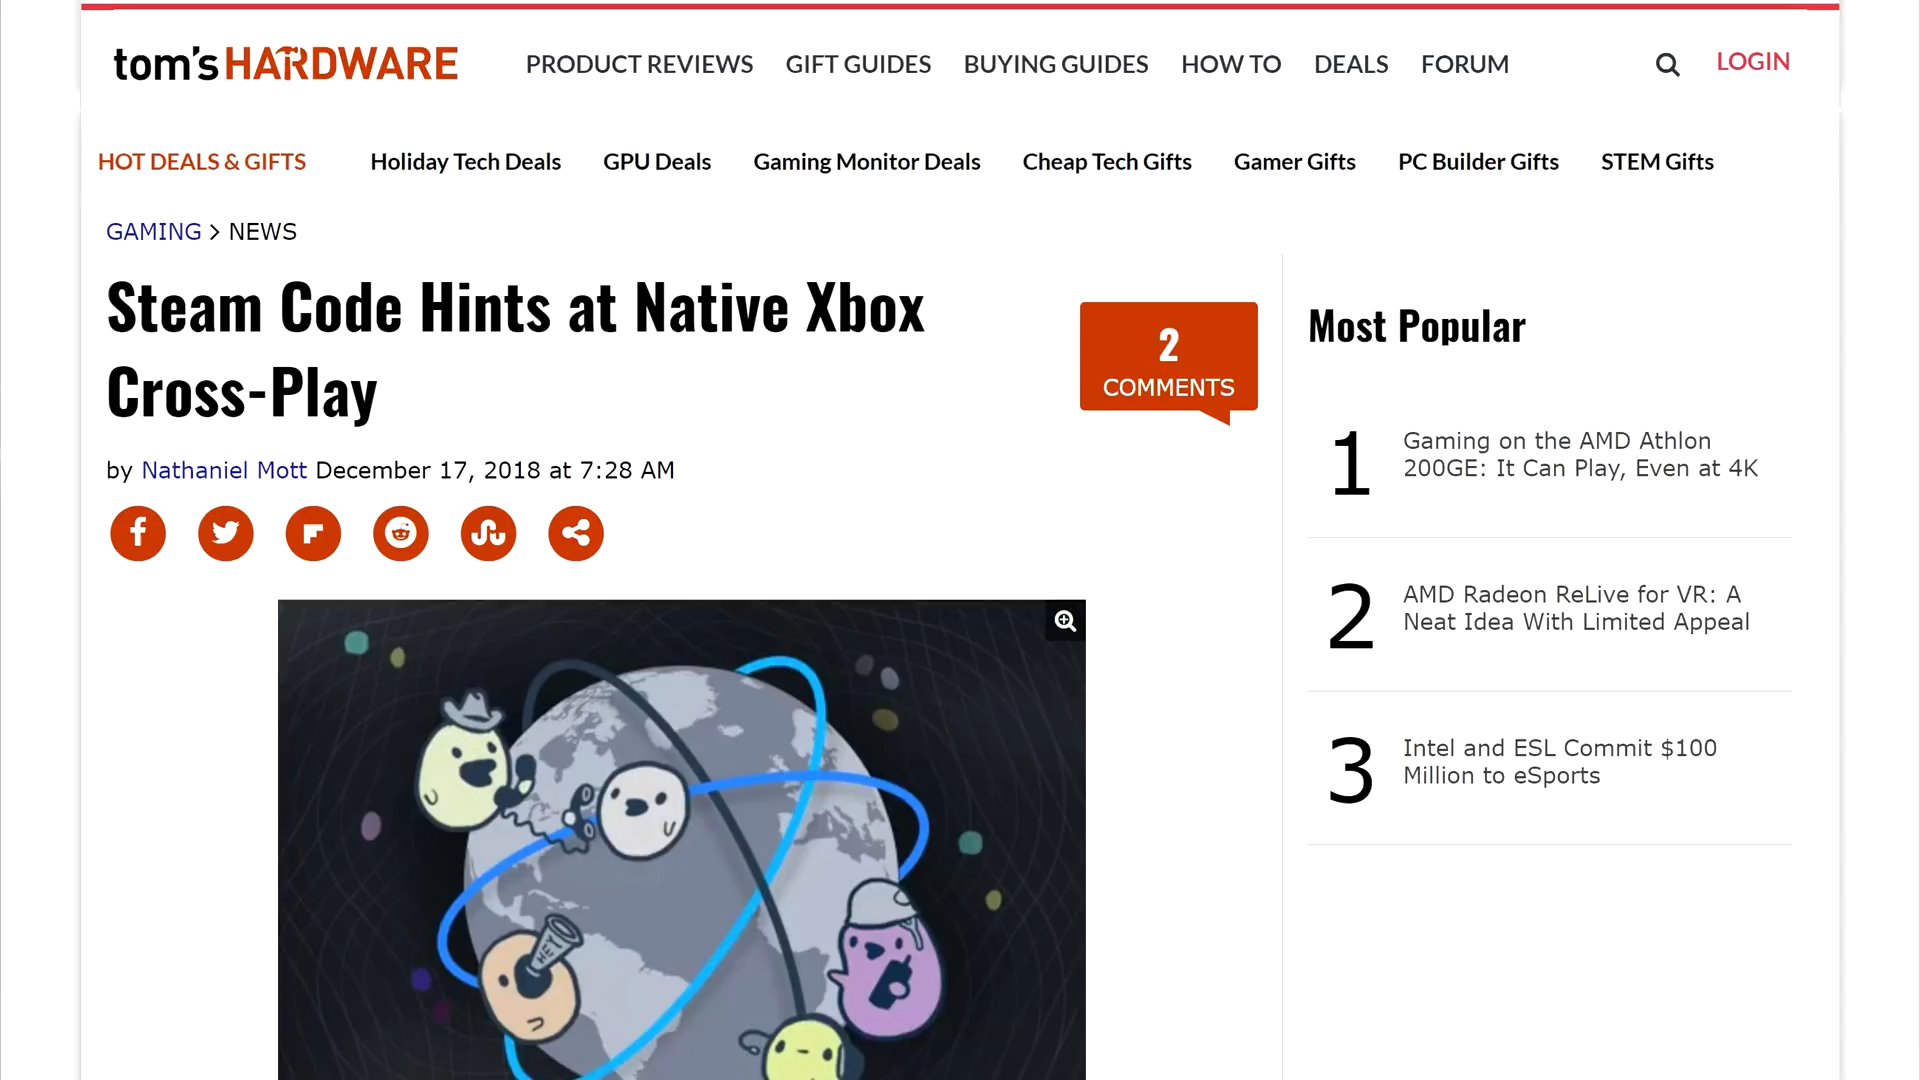 tom's HARDWARE
PRODUCT REVIEWS GIFT GUIDES BUYING GUIDES HOW TO DEALS FORUM LOGIN
HOT DEALS & GIFTS Holiday Tech Deals GPU Deals Gaming Monitor Deals Cheap Tech Gifts Gamer Gifts PC Builder Gifts STEM Gifts
GAMING > NEWS
Steam Code Hints at Native Xbox
Cross-Play
2
COMMENTS
by Nathaniel Mott December 17, 2018 at 7:28 AM
HEY
Most Popular
1
Gaming on the AMD Athlon
200GE: It Can Play, Even at 4K
2
AMD Radeon ReLive for VR: A
Neat Idea With Limited Appeal
3
Intel and ESL Commit $100
Million to eSports